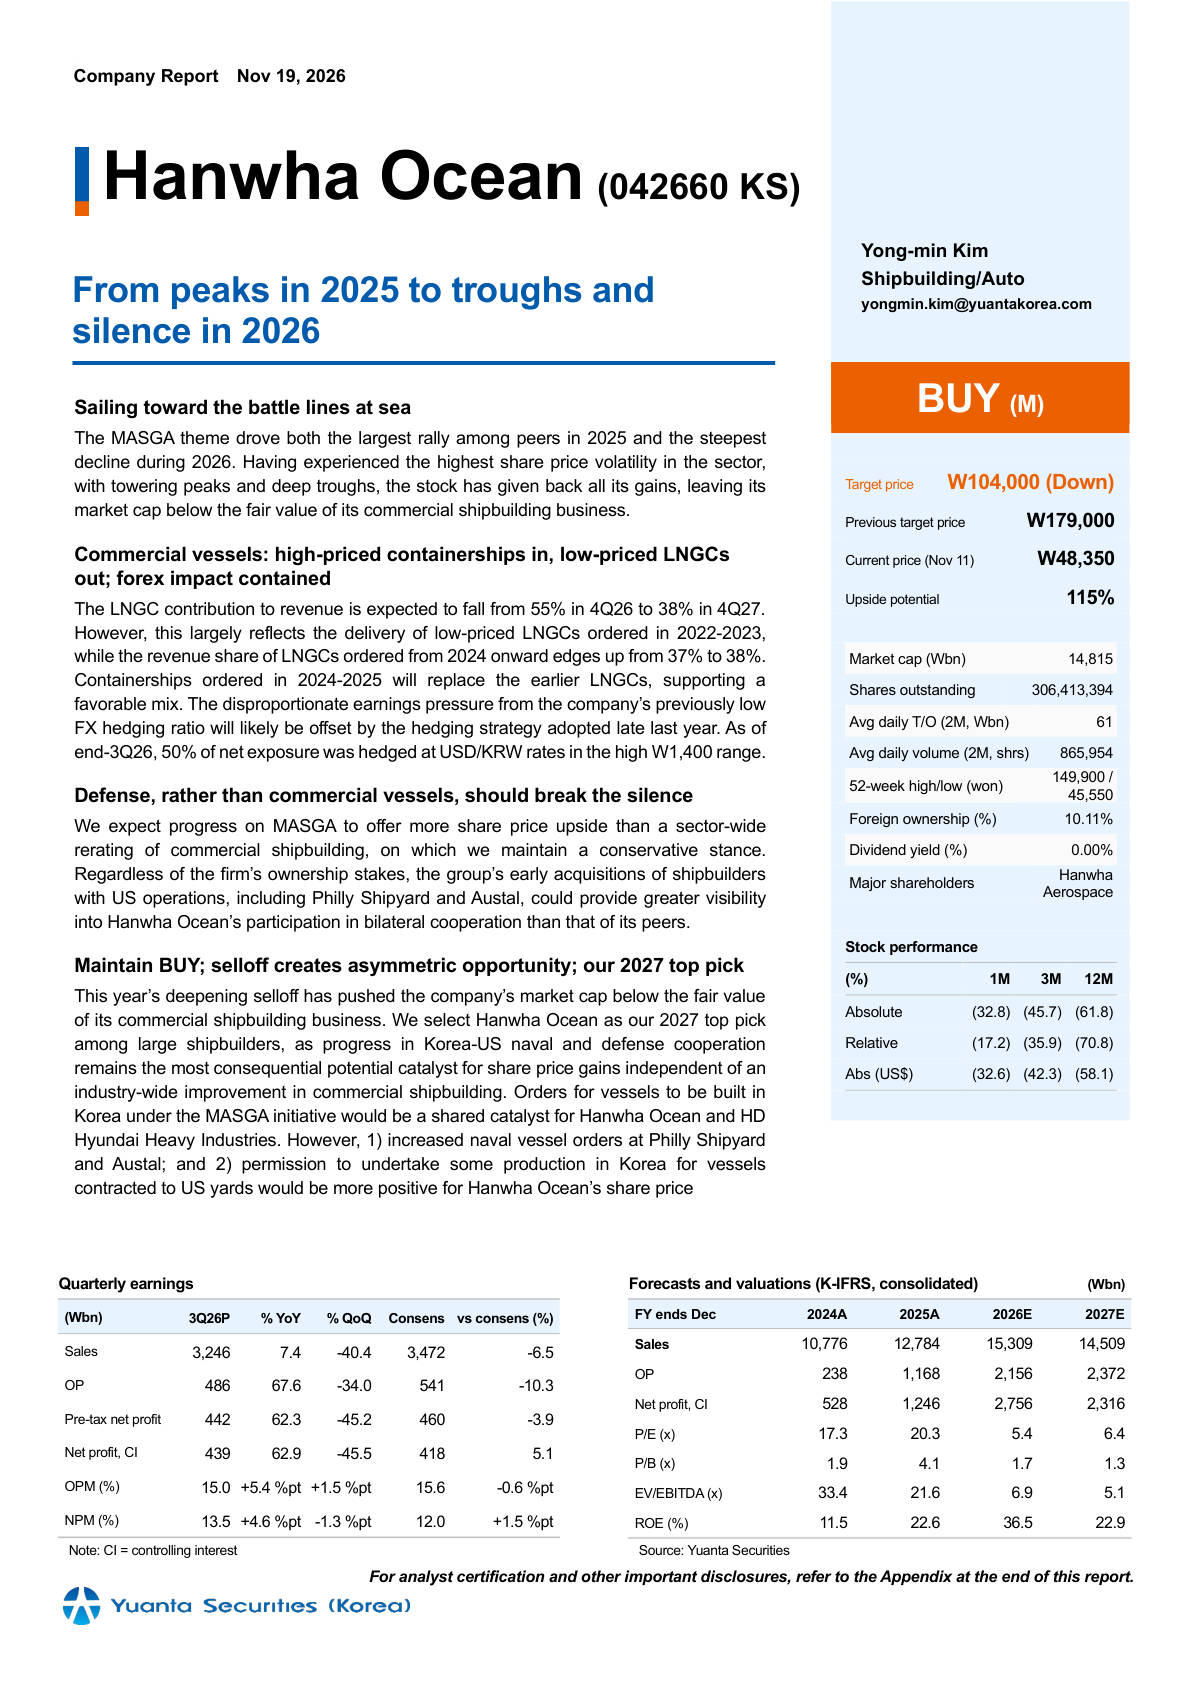 Company Report Nov 19, 2026
Hanwha Ocean (042660 KS)
From peaks in 2025 to troughs and
silence in 2026
Sailing toward the battle lines at sea
The MASGA theme drove both the largest rally among peers in 2025 and the steepest
decline during 2026. Having experienced the highest share price volatility in the sector,
with towering peaks and deep troughs, the stock has given back all its gains, leaving its
market cap below the fair value of its commercial shipbuilding business.
Commercial vessels: high-priced containerships in, low-priced LNGCs
out; forex impact contained
The LNGC contribution to revenue is expected to fall from 55% in 4Q26 to 38% in 4Q27.
However, this largely reflects the delivery of low-priced LNGCs ordered in 2022-2023,
while the revenue share of LNGCs ordered from 2024 onward edges up from 37% to 38%.
Containerships ordered in 2024-2025 will replace the earlier LNGCs, supporting a
favorable mix. The disproportionate earnings pressure from the company's previously low
FX hedging ratio will likely be offset by the hedging strategy adopted late last year. As of
end-3Q26, 50% of net exposure was hedged at USD/KRW rates in the high W1,400 range.
Defense, rather than commercial vessels, should break the silence
We expect progress on MASGA to offer more share price upside than a sector-wide
rerating of commercial shipbuilding, on which we maintain a conservative stance.
Regardless of the firm's ownership stakes, the group's early acquisitions of shipbuilders
with US operations, including Philly Shipyard and Austal, could provide greater visibility
into Hanwha Ocean's participation in bilateral cooperation than that of its peers.
Maintain BUY; selloff creates asymmetric opportunity; our 2027 top pick
This year's deepening selloff has pushed the company's market cap below the fair value
of its commercial shipbuilding business. We select Hanwha Ocean as our 2027 top pick
among large shipbuilders, as progress in Korea-US naval and defense cooperation
remains the most consequential potential catalyst for share price gains independent of an
industry-wide improvement in commercial shipbuilding. Orders for vessels to be built in
Korea under the MASGA initiative would be a shared catalyst for Hanwha Ocean and HD
Hyundai Heavy Industries. However, 1) increased naval vessel orders at Philly Shipyard
and Austal; and 2) permission to undertake some production in Korea for vessels
contracted to US yards would be more positive for Hanwha Ocean's share price
Yong-min Kim
Shipbuilding/Auto
yongmin.kim@yuantakorea.com
BUY (M)
Target price W104,000 (Down)
Previous target price W179,000
Current price (Nov 11) W48,350
Upside potential 115%
Market cap (Wbn) 14,815
Shares outstanding 306,413,394
Avg daily T/O (2M, Wbn) 61
Avg daily volume (2M, shrs) 865,954
52-week high/low (won) 149,900 /
45,550
Foreign ownership (%) 10.11%
Dividend yield (%) 0.00%
Major shareholders Hanwha
Aerospace
Stock performance
(%) 1M 3M 12M
Absolute (32.8) (45.7) (61.8)
Relative (17.2) (35.9) (70.8)
Abs (US$) (32.6) (42.3) (58.1)
Quarterly earnings
(Wbn) 3Q26P % YoY % QoQ Consens vs consens (%)
Sales 3,246 7.4 -40.4 3,472 -6.5
OP 486 67.6 -34.0 541 -10.3
Pre-tax net profit 442 62.3 -45.2 460 -3.9
Net profit, CI 439 62.9 -45.5 418 5.1
OPM (%) 15.0 +5.4 %pt +1.5 %pt 15.6 -0.6 %pt
NPM (%) 13.5 +4.6 %pt -1.3 %pt 12.0 +1.5 %pt
Note: CI = controlling interest
Forecasts and valuations (K-IFRS, consolidated) (Wbn)
FY ends Dec 2024A 2025A 2026E 2027E
Sales 10,776 12,784 15,309 14,509
OP 238 1,168 2,156 2,372
Net profit, CI 528 1,246 2,756 2,316
P/E (x) 17.3 20.3 5.4 6.4
P/B (x) 1.9 4.1 1.7 1.3
EV/EBITDA (x) 33.4 21.6 6.9 5.1
ROE (%) 11.5 22.6 36.5 22.9
Source: Yuanta Securities
For analyst certification and other important disclosures, refer to the Appendix at the end of this report.
Yuanta Securities (Korea)